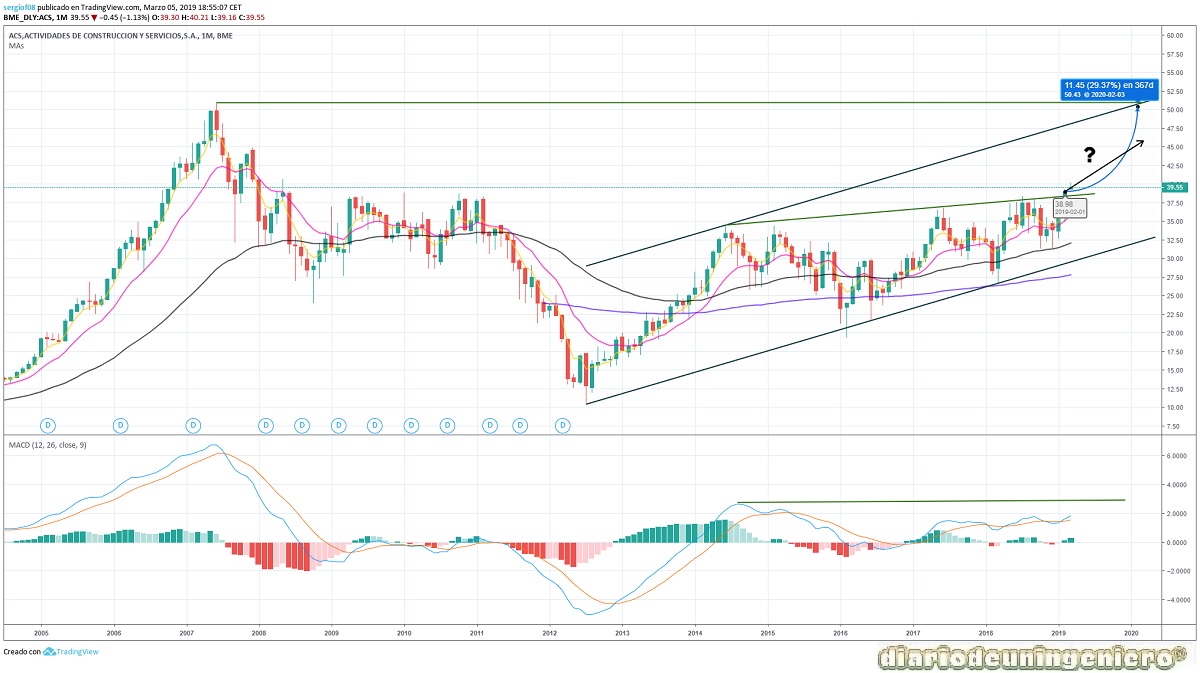 sergiof08 publicado en TradingView.com, Marzo 05, 2019 18:55:07 CET
BME_DLY:ACS, 1M 39.55 ▼ −0.45 (−1.13%) O:39.30 H:40.21 L:39.16 C:39.55
ACS,ACTIVIDADES DE CONSTRUCCION Y SERVICIOS,S.A., 1M, BME
MAs
60.00
57.50
55.00
52.50
50.00
47.50
45.00
42.50
39.55
37.50
35.00
32.50
30.00
27.50
25.00
22.50
20.00
17.50
15.00
12.50
10.00
7.50
11.45 (29.37%) en 367d
50.43 @ 2020-02-03
?
38.98
2019-02-01
D D D D D D D D D D D D
MACD (12, 26, close, 9)
6.0000
4.0000
2.0000
0.0000
−2.0000
−4.0000
2005 2006 2007 2008 2009 2010 2011 2012 2013 2014 2015 2016 2017 2018 2019 2020
Creado con TradingView
diariodeuningeniero